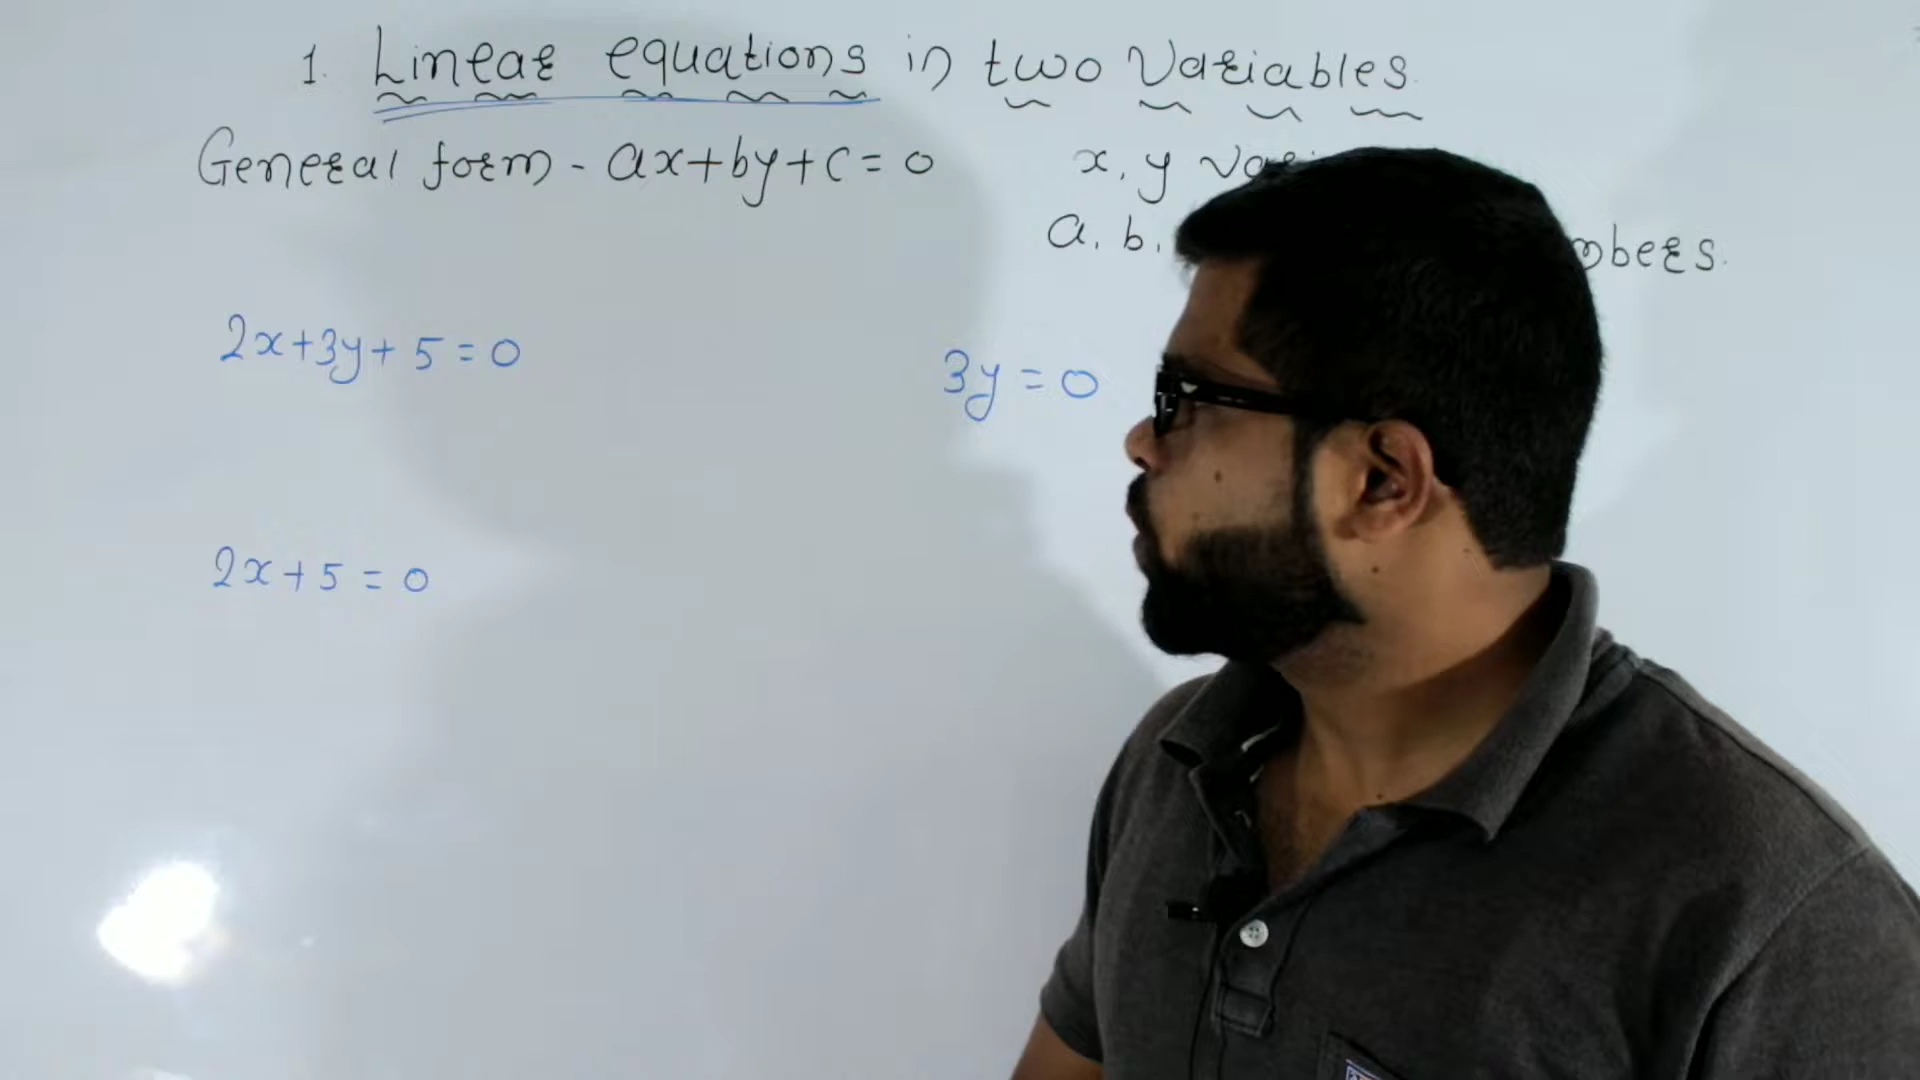 1. Linear equations in two Variables.
General form - ax+by+c=0
x, y
a, b,
2x+3y+5=0
3y=0
2x+5=0